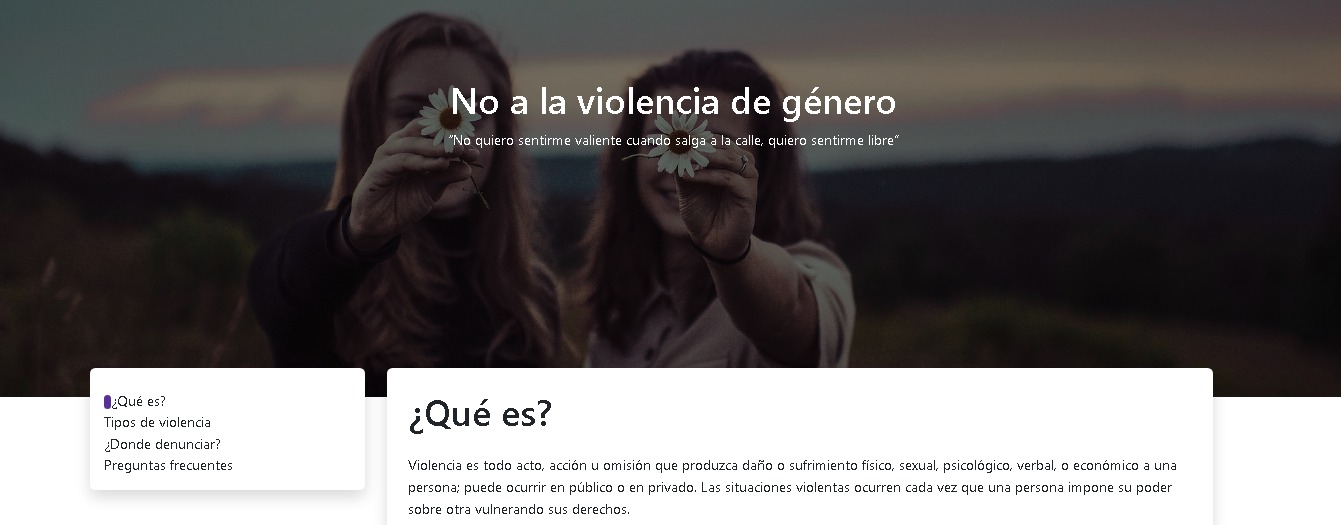 No a la violencia de género
“No quiero sentirme valiente cuando salga a la calle, quiero sentirme libre”
¿Qué es?
Tipos de violencia
¿Donde denunciar?
Preguntas frecuentes
¿Qué es?
Violencia es todo acto, acción u omisión que produzca daño o sufrimiento físico, sexual, psicológico, verbal, o económico a una
persona; puede ocurrir en público o en privado. Las situaciones violentas ocurren cada vez que una persona impone su poder
sobre otra vulnerando sus derechos.